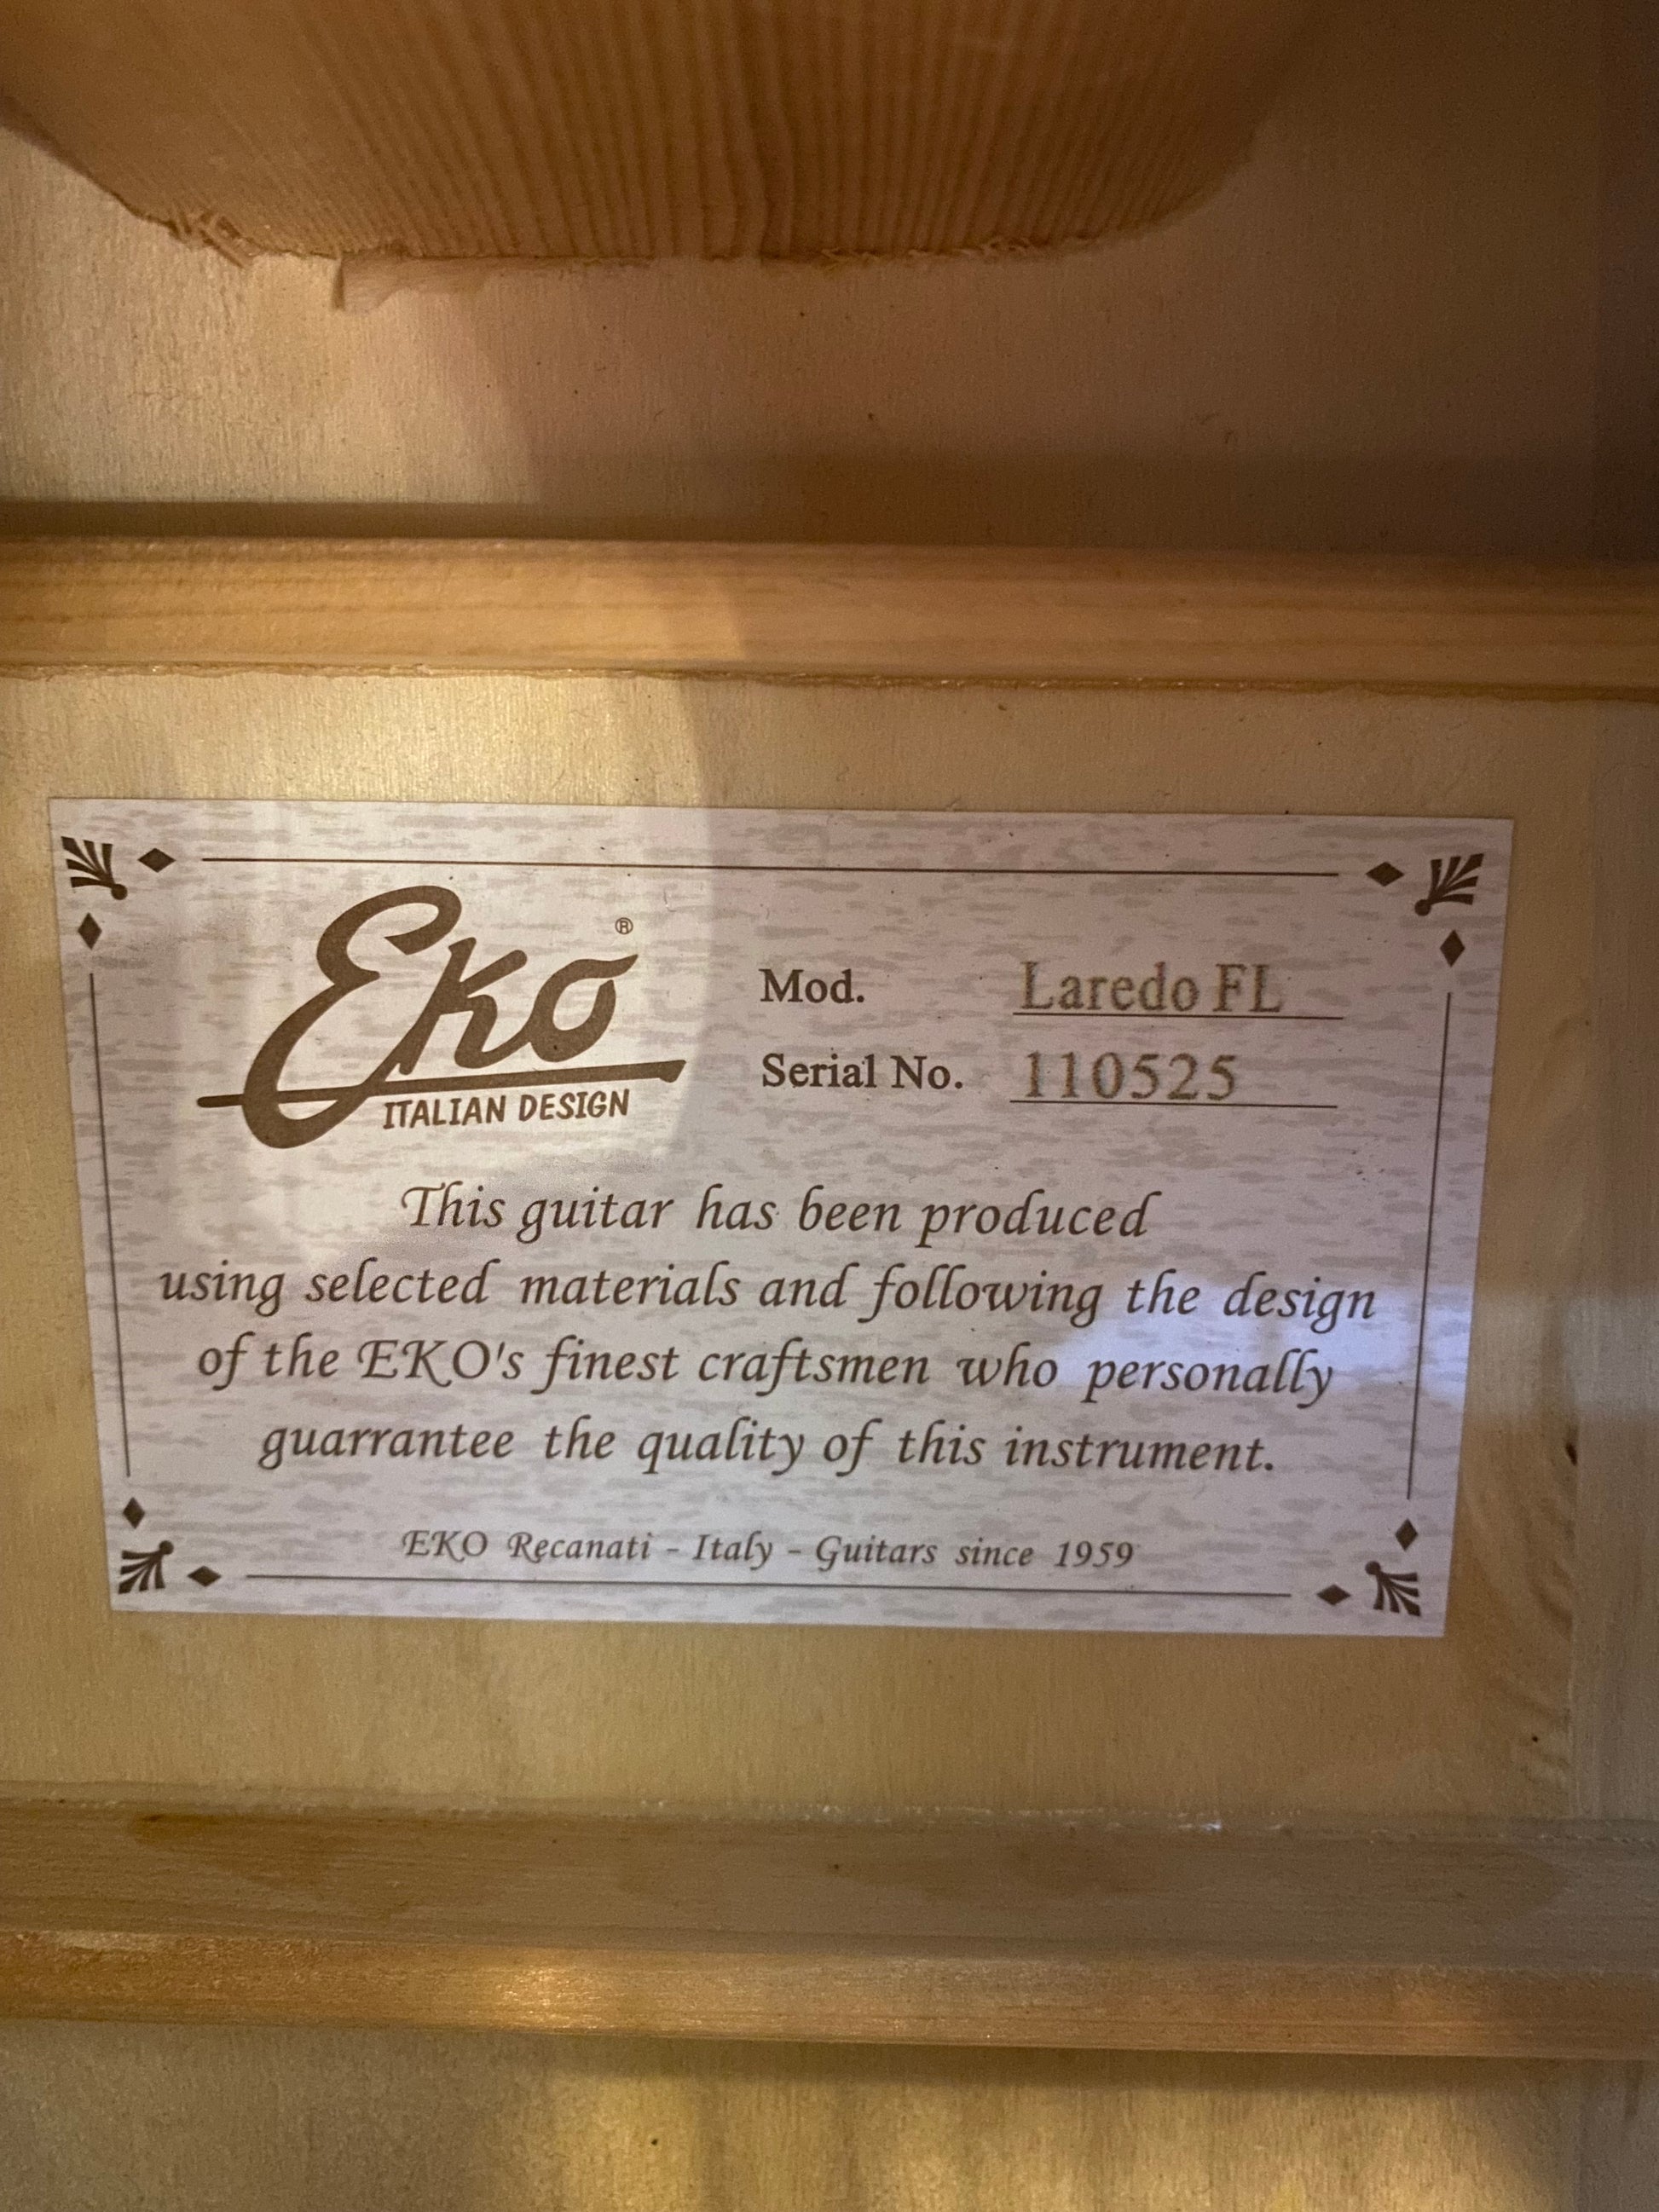 Eko ®
ITALIAN DESIGN
Mod. Laredo FL
Serial No. 110525
This guitar has been produced
using selected materials and following the design
of the EKO's finest craftsmen who personally
guarrantee the quality of this instrument.
EKO Recanati - Italy - Guitars since 1959